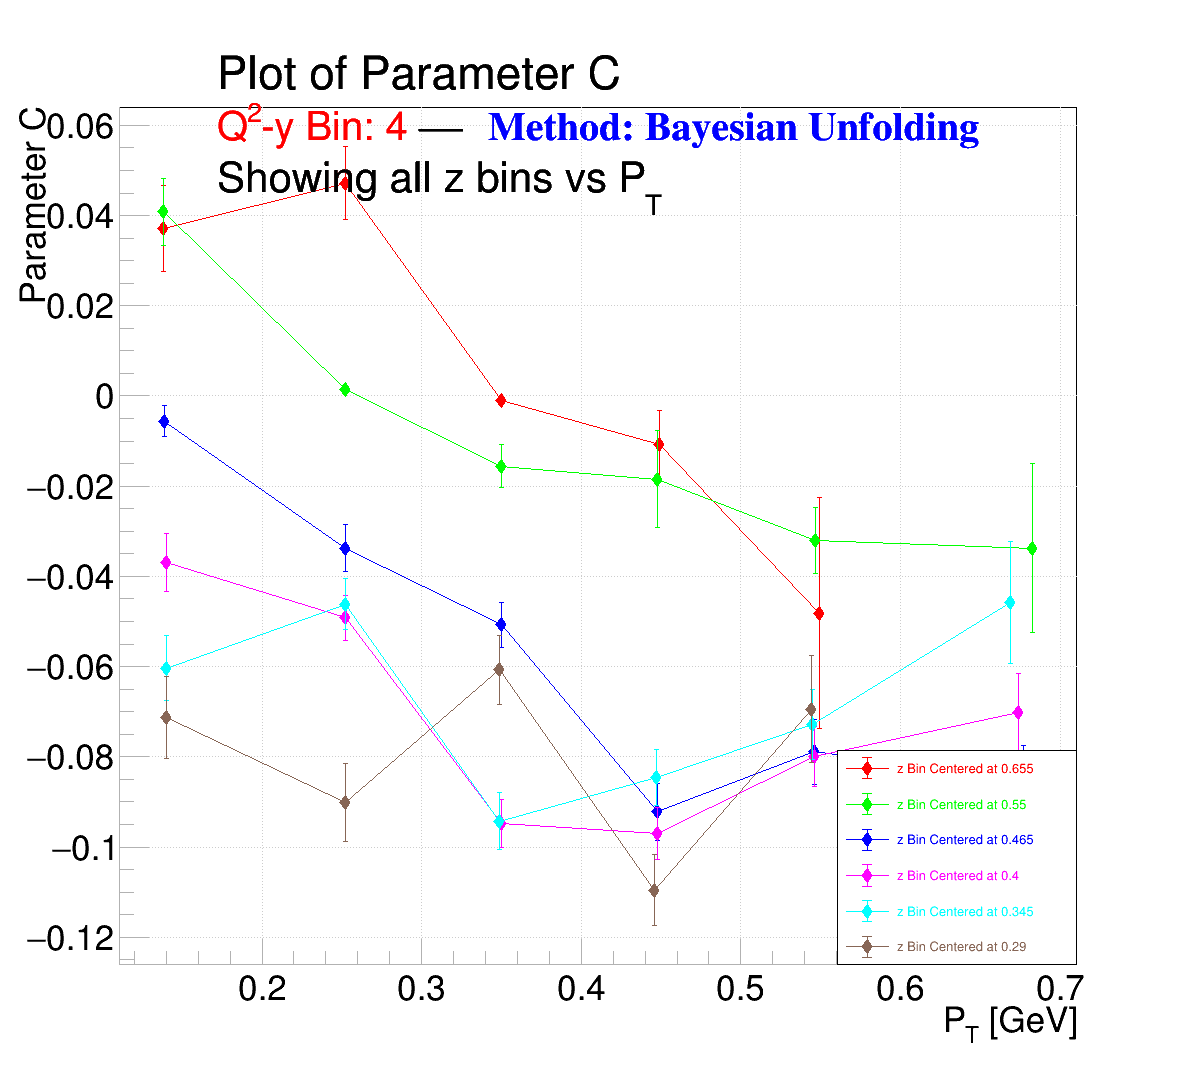 Plot of Parameter C
Q2-y Bin: 4 — Method: Bayesian Unfolding
Showing all z bins vs PT
Parameter C
0.06
0.04
0.02
0
−0.02
−0.04
−0.06
−0.08
−0.1
−0.12
z Bin Centered at 0.655
z Bin Centered at 0.55
z Bin Centered at 0.465
z Bin Centered at 0.4
z Bin Centered at 0.345
z Bin Centered at 0.29
0.2 0.3 0.4 0.5 0.6 0.7
PT [GeV]